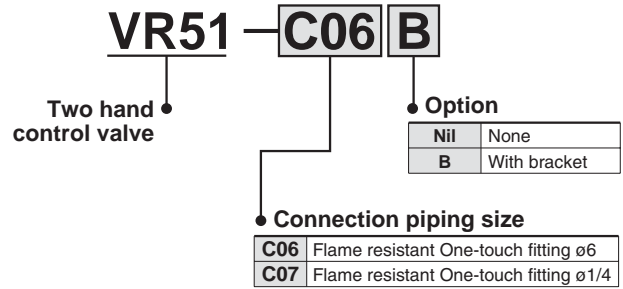 VR51 — C06 B
Two hand
control valve
Option
Nil None
B With bracket
Connection piping size
C06 Flame resistant One-touch fitting ø6
C07 Flame resistant One-touch fitting ø1/4